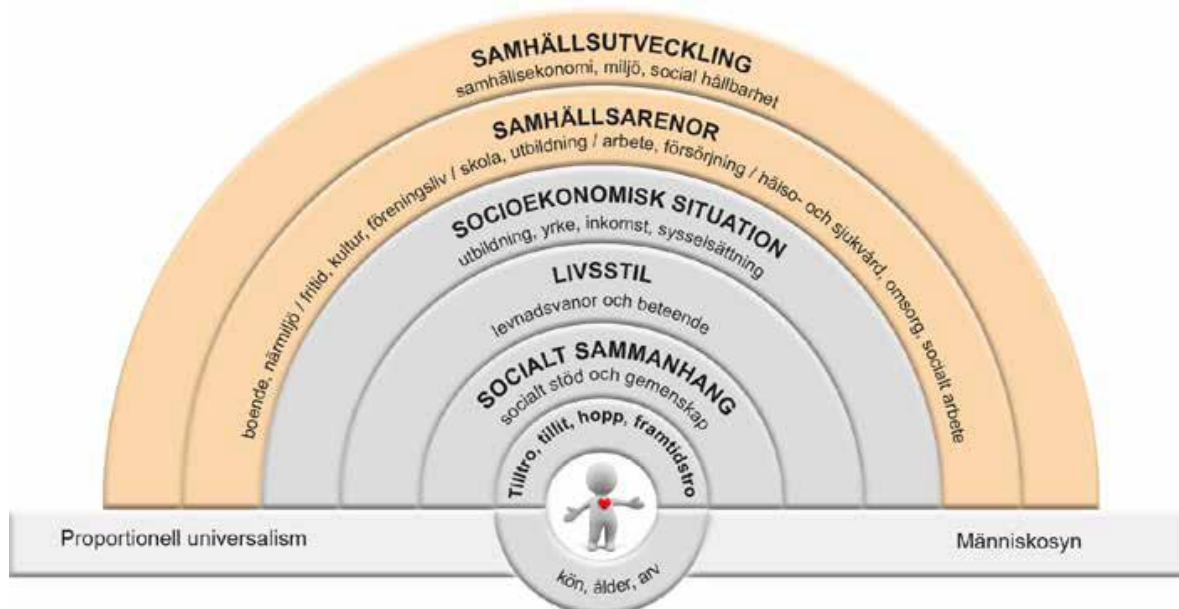 SAMHÄLLSUTVECKLING
samhällsekonomi, miljö, social hållbarhet
SAMHÄLLSARENOR
boende, närmiljö / fritid, kultur, föreningsliv / skola, utbildning / arbete, försörjning / hälso- och sjukvård, omsorg, socialt arbete
SOCIOEKONOMISK SITUATION
utbildning, yrke, inkomst, sysselsättning
LIVSSTIL
levnadsvanor och beteende
SOCIALT SAMMANHANG
socialt stöd och gemenskap
Tilltro, tillit, hopp, framtidstro
Proportionell universalism
Människosyn
kön, ålder, arv